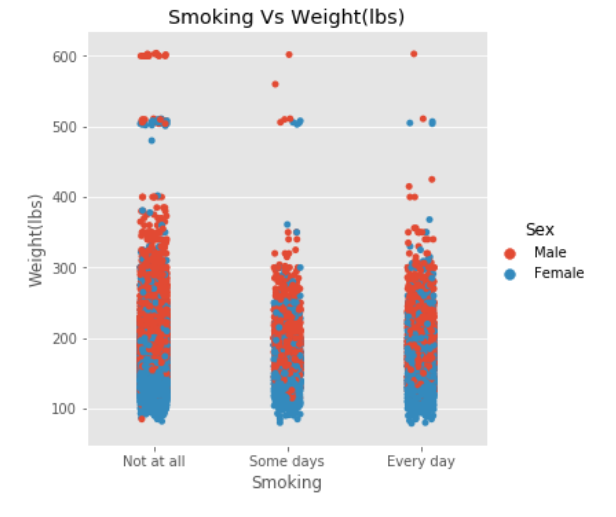 Smoking Vs Weight(lbs)
600
500
400
300
200
100
Weight(lbs)
Not at all
Some days
Every day
Smoking
Sex
Male
Female